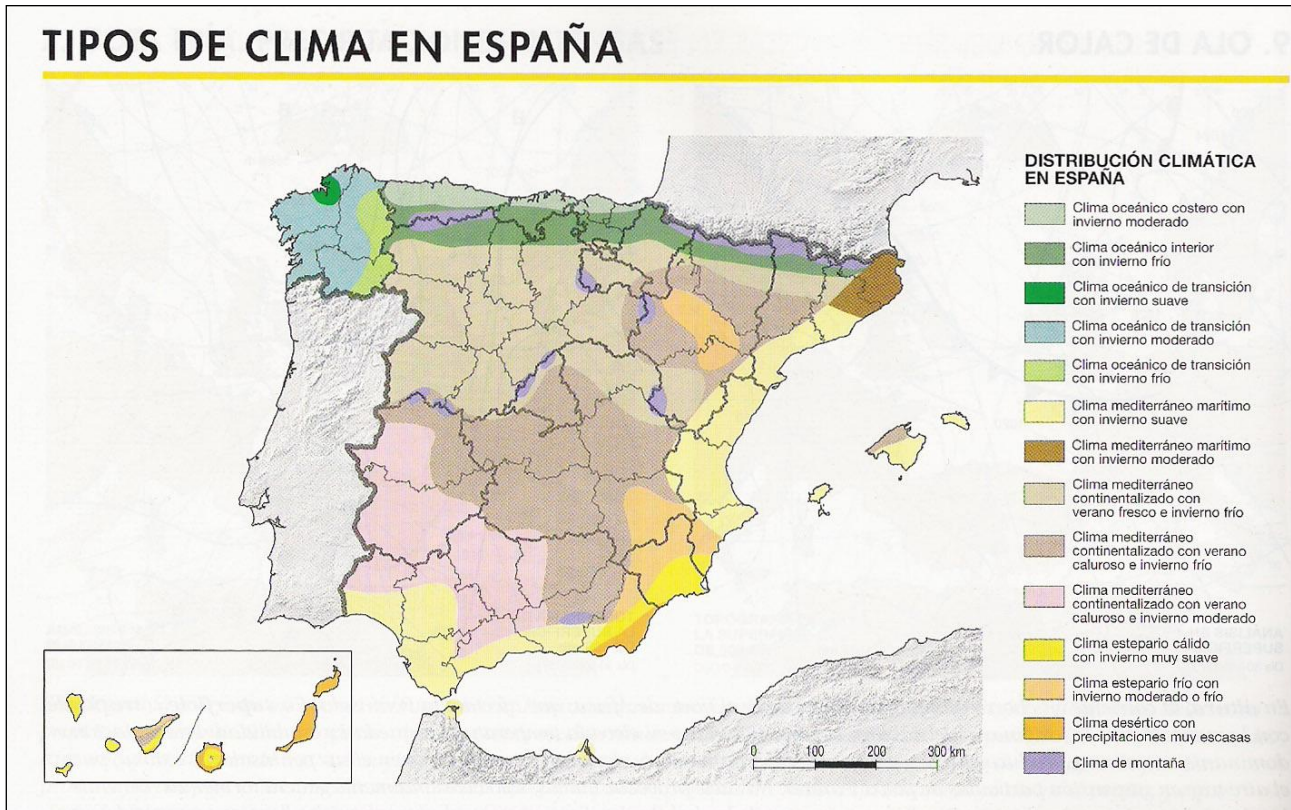 TIPOS DE CLIMA EN ESPAÑA
9. OLA DE CALOR
DISTRIBUCIÓN CLIMÁTICA
EN ESPAÑA
Clima oceánico costero con
invierno moderado
Clima oceánico interior
con invierno frío
Clima oceánico de transición
con invierno suave
Clima oceánico de transición
con invierno moderado
Clima oceánico de transición
con invierno frío
Clima mediterráneo marítimo
con invierno suave
Clima mediterráneo marítimo
con invierno moderado
Clima mediterráneo
continentalizado con
verano fresco e invierno frío
Clima mediterráneo
continentalizado con verano
caluroso e invierno frío
Clima mediterráneo
continentalizado con verano
caluroso e invierno moderado
Clima estepario cálido
con invierno muy suave
Clima estepario frío con
invierno moderado o frío
Clima desértico con
precipitaciones muy escasas
Clima de montaña
0 100 200 300 km